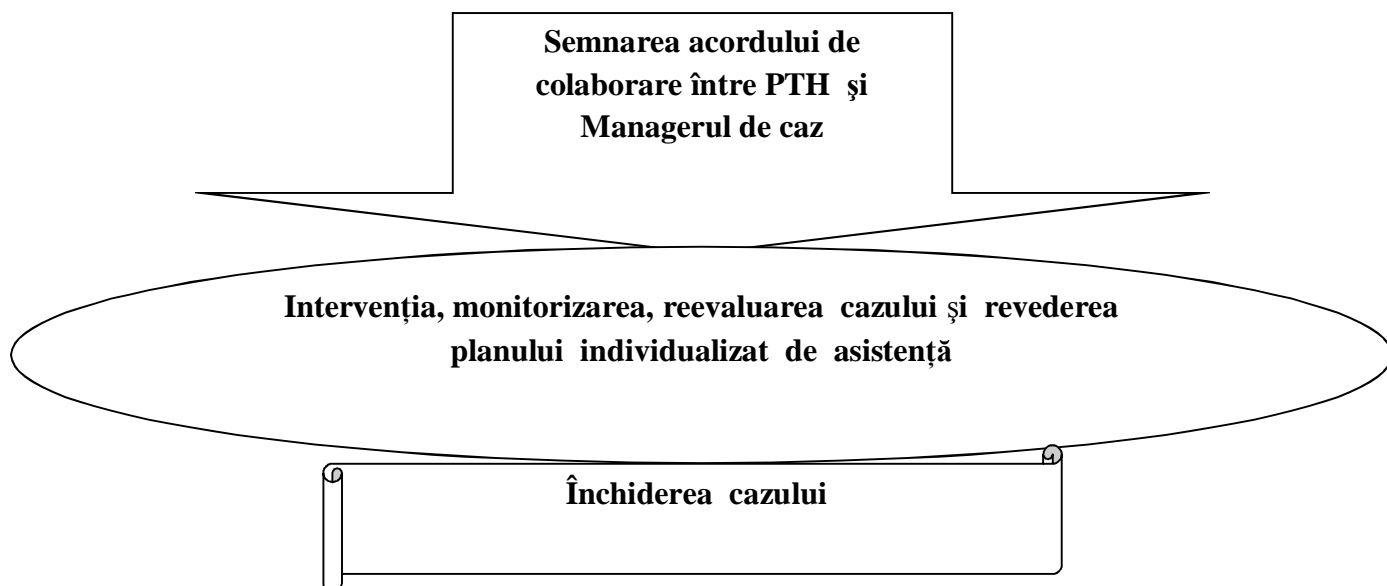 Semnarea acordului de
colaborare între PTH şi
Managerul de caz
Intervenția, monitorizarea, reevaluarea cazului şi revederea
planului individualizat de asistență
Închiderea cazului